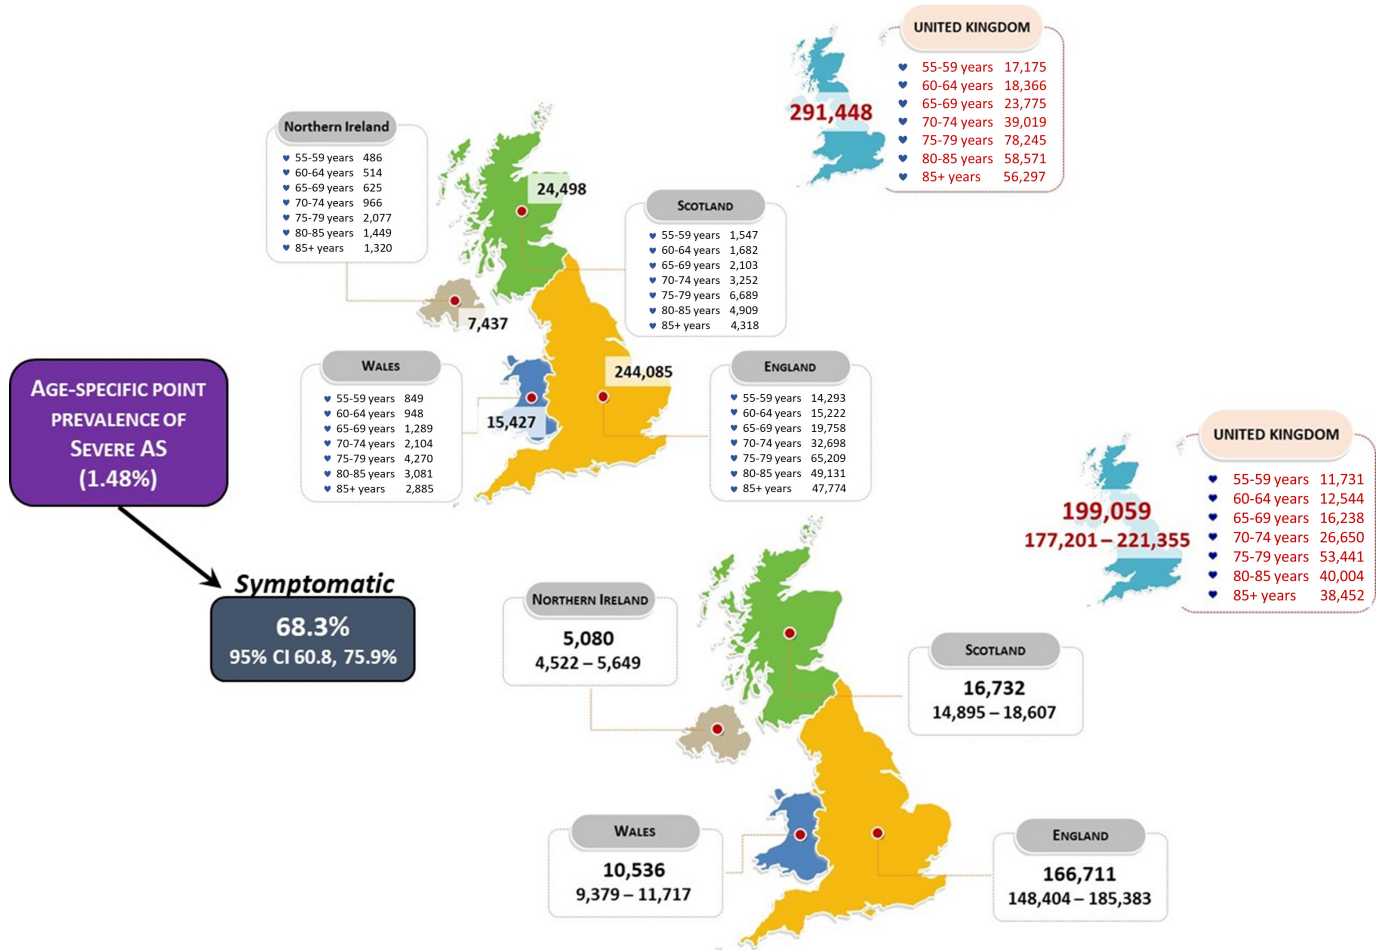 UNITED KINGDOM
55-59 years 17,175
60-64 years 18,366
65-69 years 23,775
70-74 years 39,019
75-79 years 78,245
80-85 years 58,571
85+ years 56,297
291,448
Northern Ireland
55-59 years 486
60-64 years 514
65-69 years 625
70-74 years 966
75-79 years 2,077
80-85 years 1,449
85+ years 1,320
24,498
SCOTLAND
55-59 years 1,547
60-64 years 1,682
65-69 years 2,103
70-74 years 3,252
75-79 years 6,689
80-85 years 4,909
85+ years 4,318
7,437
WALES
55-59 years 849
60-64 years 948
65-69 years 1,289
70-74 years 2,104
75-79 years 4,270
80-85 years 3,081
85+ years 2,885
15,427
244,085
ENGLAND
55-59 years 14,293
60-64 years 15,222
65-69 years 19,758
70-74 years 32,698
75-79 years 65,209
80-85 years 49,131
85+ years 47,774
AGE-SPECIFIC POINT
PREVALENCE OF
SEVERE AS
(1.48%)
Symptomatic
68.3%
95% CI 60.8, 75.9%
UNITED KINGDOM
55-59 years 11,731
60-64 years 12,544
65-69 years 16,238
70-74 years 26,650
75-79 years 53,441
80-85 years 40,004
85+ years 38,452
199,059
177,201 – 221,355
NORTHERN IRELAND
5,080
4,522 – 5,649
SCOTLAND
16,732
14,895 – 18,607
WALES
10,536
9,379 – 11,717
ENGLAND
166,711
148,404 – 185,383